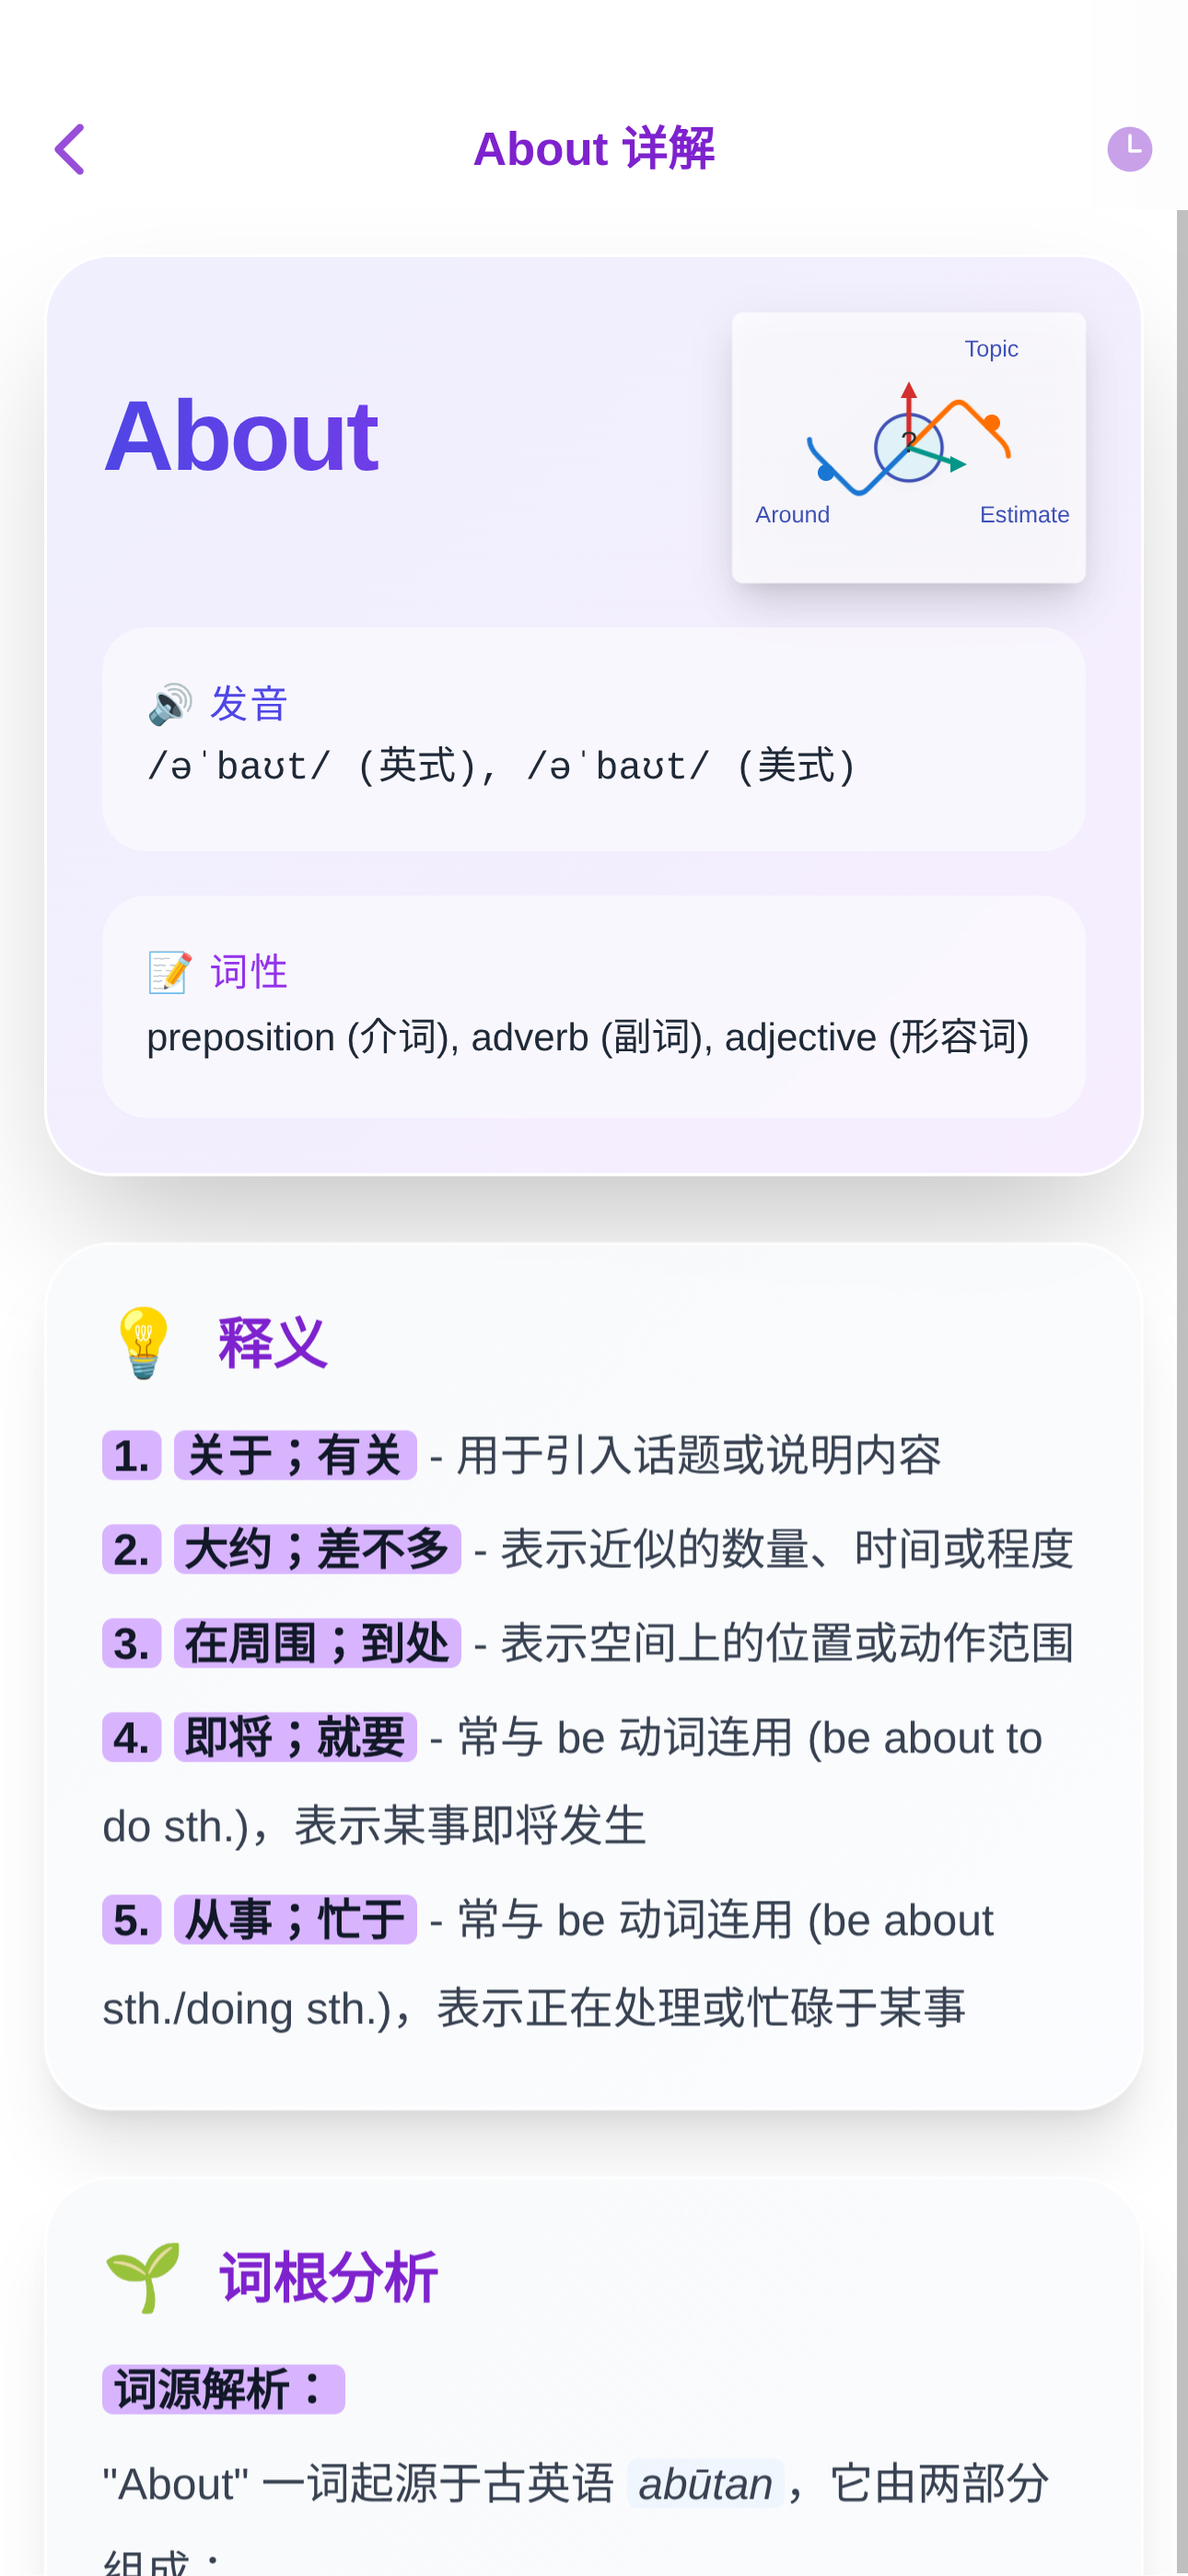 About 详解
About
Topic
?
Around
Estimate
🔊 发音
/əˈbaʊt/ (英式), /əˈbaʊt/ (美式)
📝 词性
preposition (介词), adverb (副词), adjective (形容词)
💡 释义
1. 关于；有关 - 用于引入话题或说明内容
2. 大约；差不多 - 表示近似的数量、时间或程度
3. 在周围；到处 - 表示空间上的位置或动作范围
4. 即将；就要 - 常与 be 动词连用 (be about to
do sth.)，表示某事即将发生
5. 从事；忙于 - 常与 be 动词连用 (be about
sth./doing sth.)，表示正在处理或忙碌于某事
🌱 词根分析
词源解析：
"About" 一词起源于古英语 abūtan，它由两部分
组成：